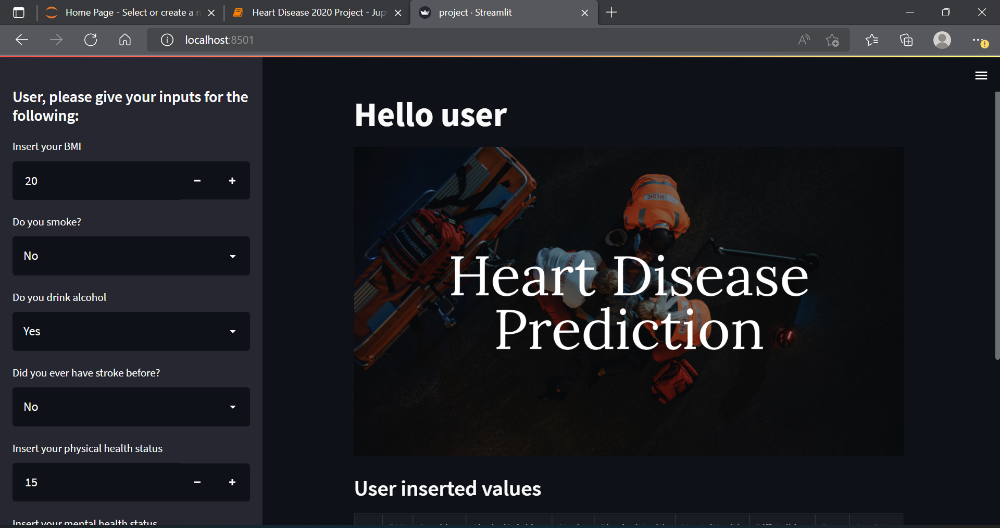 Home Page - Select or create a n
Heart Disease 2020 Project - Jup
project · Streamlit
localhost:8501
User, please give your inputs for the
following:
Insert your BMI
20
Do you smoke?
No
Do you drink alcohol
Yes
Did you ever have stroke before?
No
Insert your physical health status
15
Insert your mental health status
Hello user
PARAMEDIC
PARAMEDIC
Heart Disease
Prediction
User inserted values